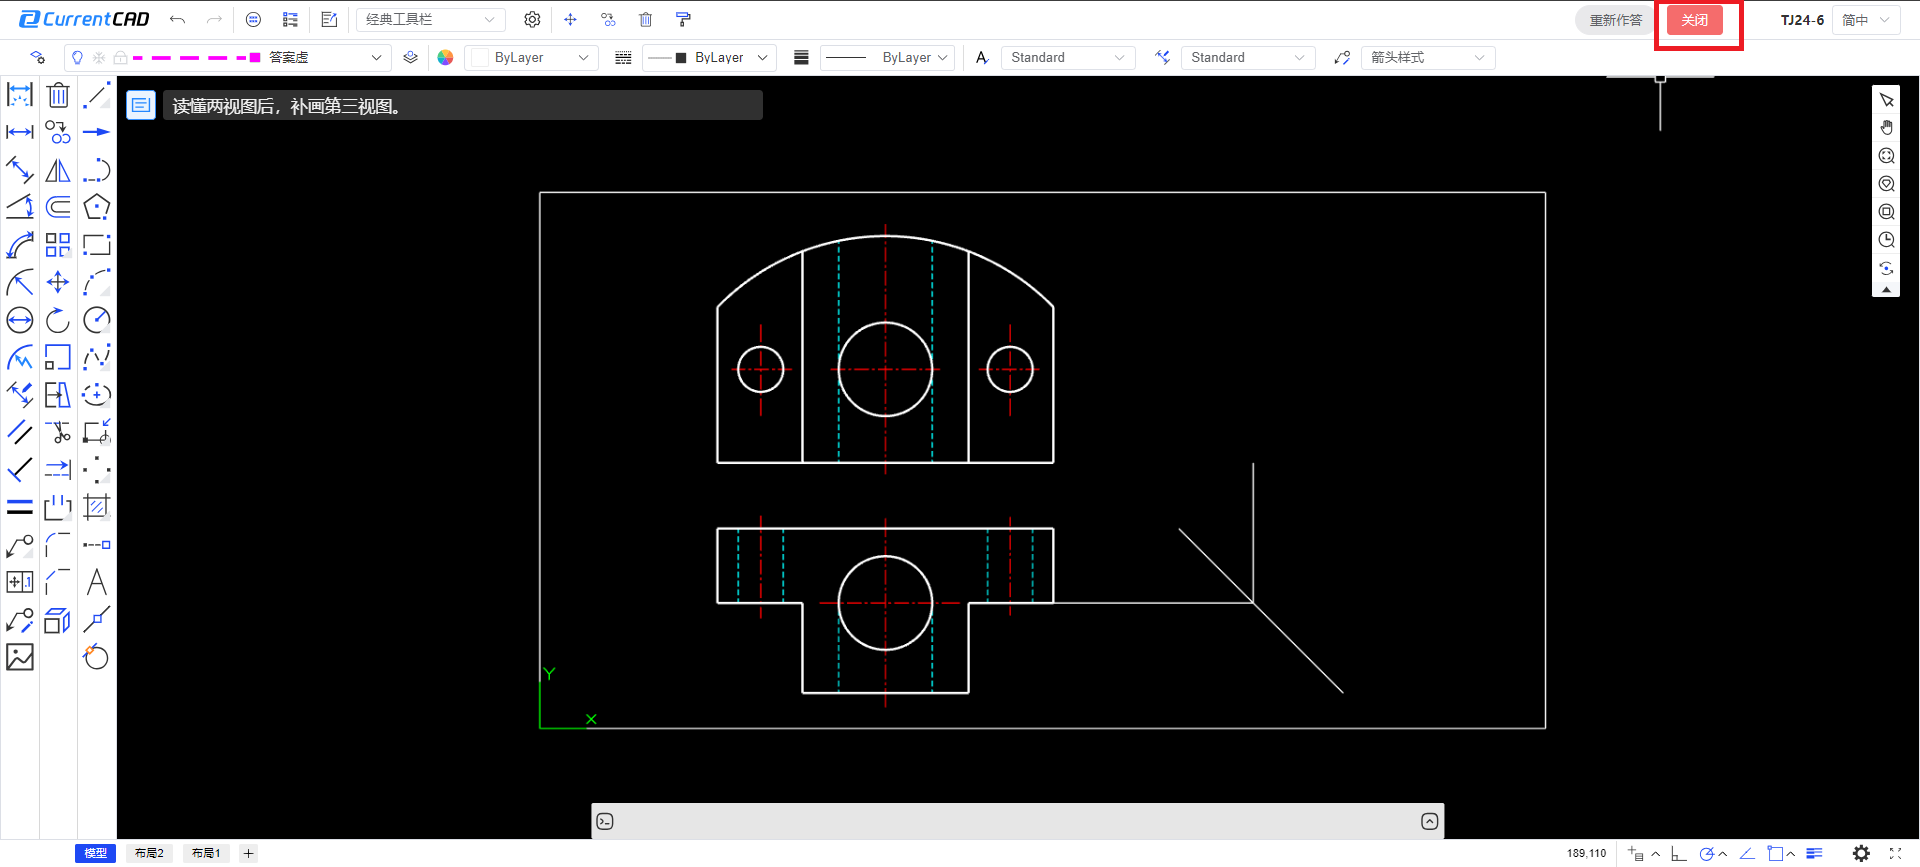 CurrentCAD
经典工具栏
重新作答
关闭
TJ24-6
简中
答案虚
ByLayer
ByLayer
ByLayer
Standard
Standard
箭头样式
读懂两视图后，补画第三视图。
Y
X
模型
布局2
布局1
189,110